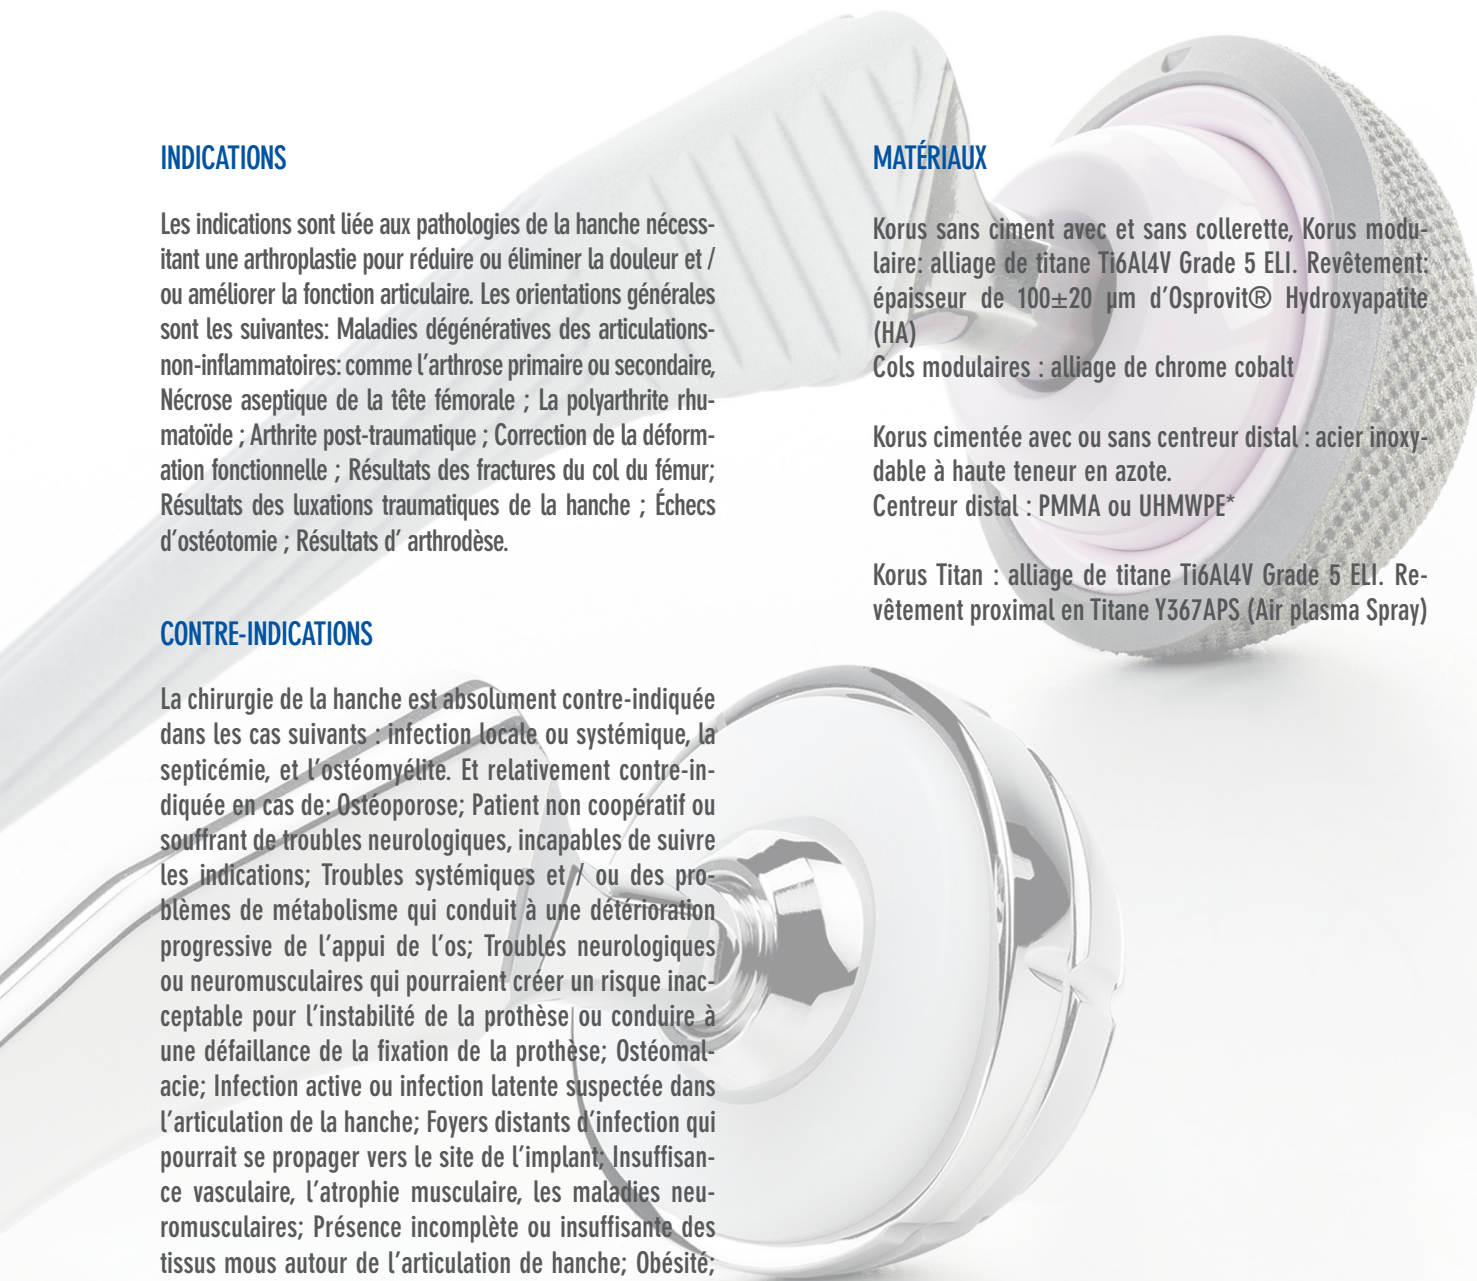 INDICATIONS
Les indications sont liée aux pathologies de la hanche nécess-
itant une arthroplastie pour réduire ou éliminer la douleur et /
ou améliorer la fonction articulaire. Les orientations générales
sont les suivantes: Maladies dégénératives des articulations-
non-inflammatoires: comme l’arthrose primaire ou secondaire,
Nécrose aseptique de la tête fémorale ; La polyarthrite rhu-
matoïde ; Arthrite post-traumatique ; Correction de la déform-
ation fonctionnelle ; Résultats des fractures du col du fémur;
Résultats des luxations traumatiques de la hanche ; Échecs
d’ostéotomie ; Résultats d’ arthrodèse.
CONTRE-INDICATIONS
La chirurgie de la hanche est absolument contre-indiquée
dans les cas suivants : infection locale ou systémique, la
septicémie, et l’ostéomyélite. Et relativement contre-in-
diquée en cas de: Ostéoporose; Patient non coopératif ou
souffrant de troubles neurologiques, incapables de suivre
les indications; Troubles systémiques et / ou des pro-
blèmes de métabolisme qui conduit à une détérioration
progressive de l’appui de l’os; Troubles neurologiques
ou neuromusculaires qui pourraient créer un risque inac-
ceptable pour l’instabilité de la prothèse ou conduire à
une défaillance de la fixation de la prothèse; Ostéomal-
acie; Infection active ou infection latente suspectée dans
l’articulation de la hanche; Foyers distants d’infection qui
pourrait se propager vers le site de l’implant; Insuffisan-
ce vasculaire, l’atrophie musculaire, les maladies neu-
romusculaires; Présence incomplète ou insuffisante des
tissus mous autour de l’articulation de hanche; Obésité;
MATÉRIAUX
Korus sans ciment avec et sans collerette, Korus modu-
laire: alliage de titane Ti6Al4V Grade 5 ELI. Revêtement:
épaisseur de 100±20 µm d’Osprovit® Hydroxyapatite
(HA)
Cols modulaires : alliage de chrome cobalt
Korus cimentée avec ou sans centreur distal : acier inoxy-
dable à haute teneur en azote.
Centreur distal : PMMA ou UHMWPE*
Korus Titan : alliage de titane Ti6Al4V Grade 5 ELI. Re-
vêtement proximal en Titane Y367APS (Air plasma Spray)